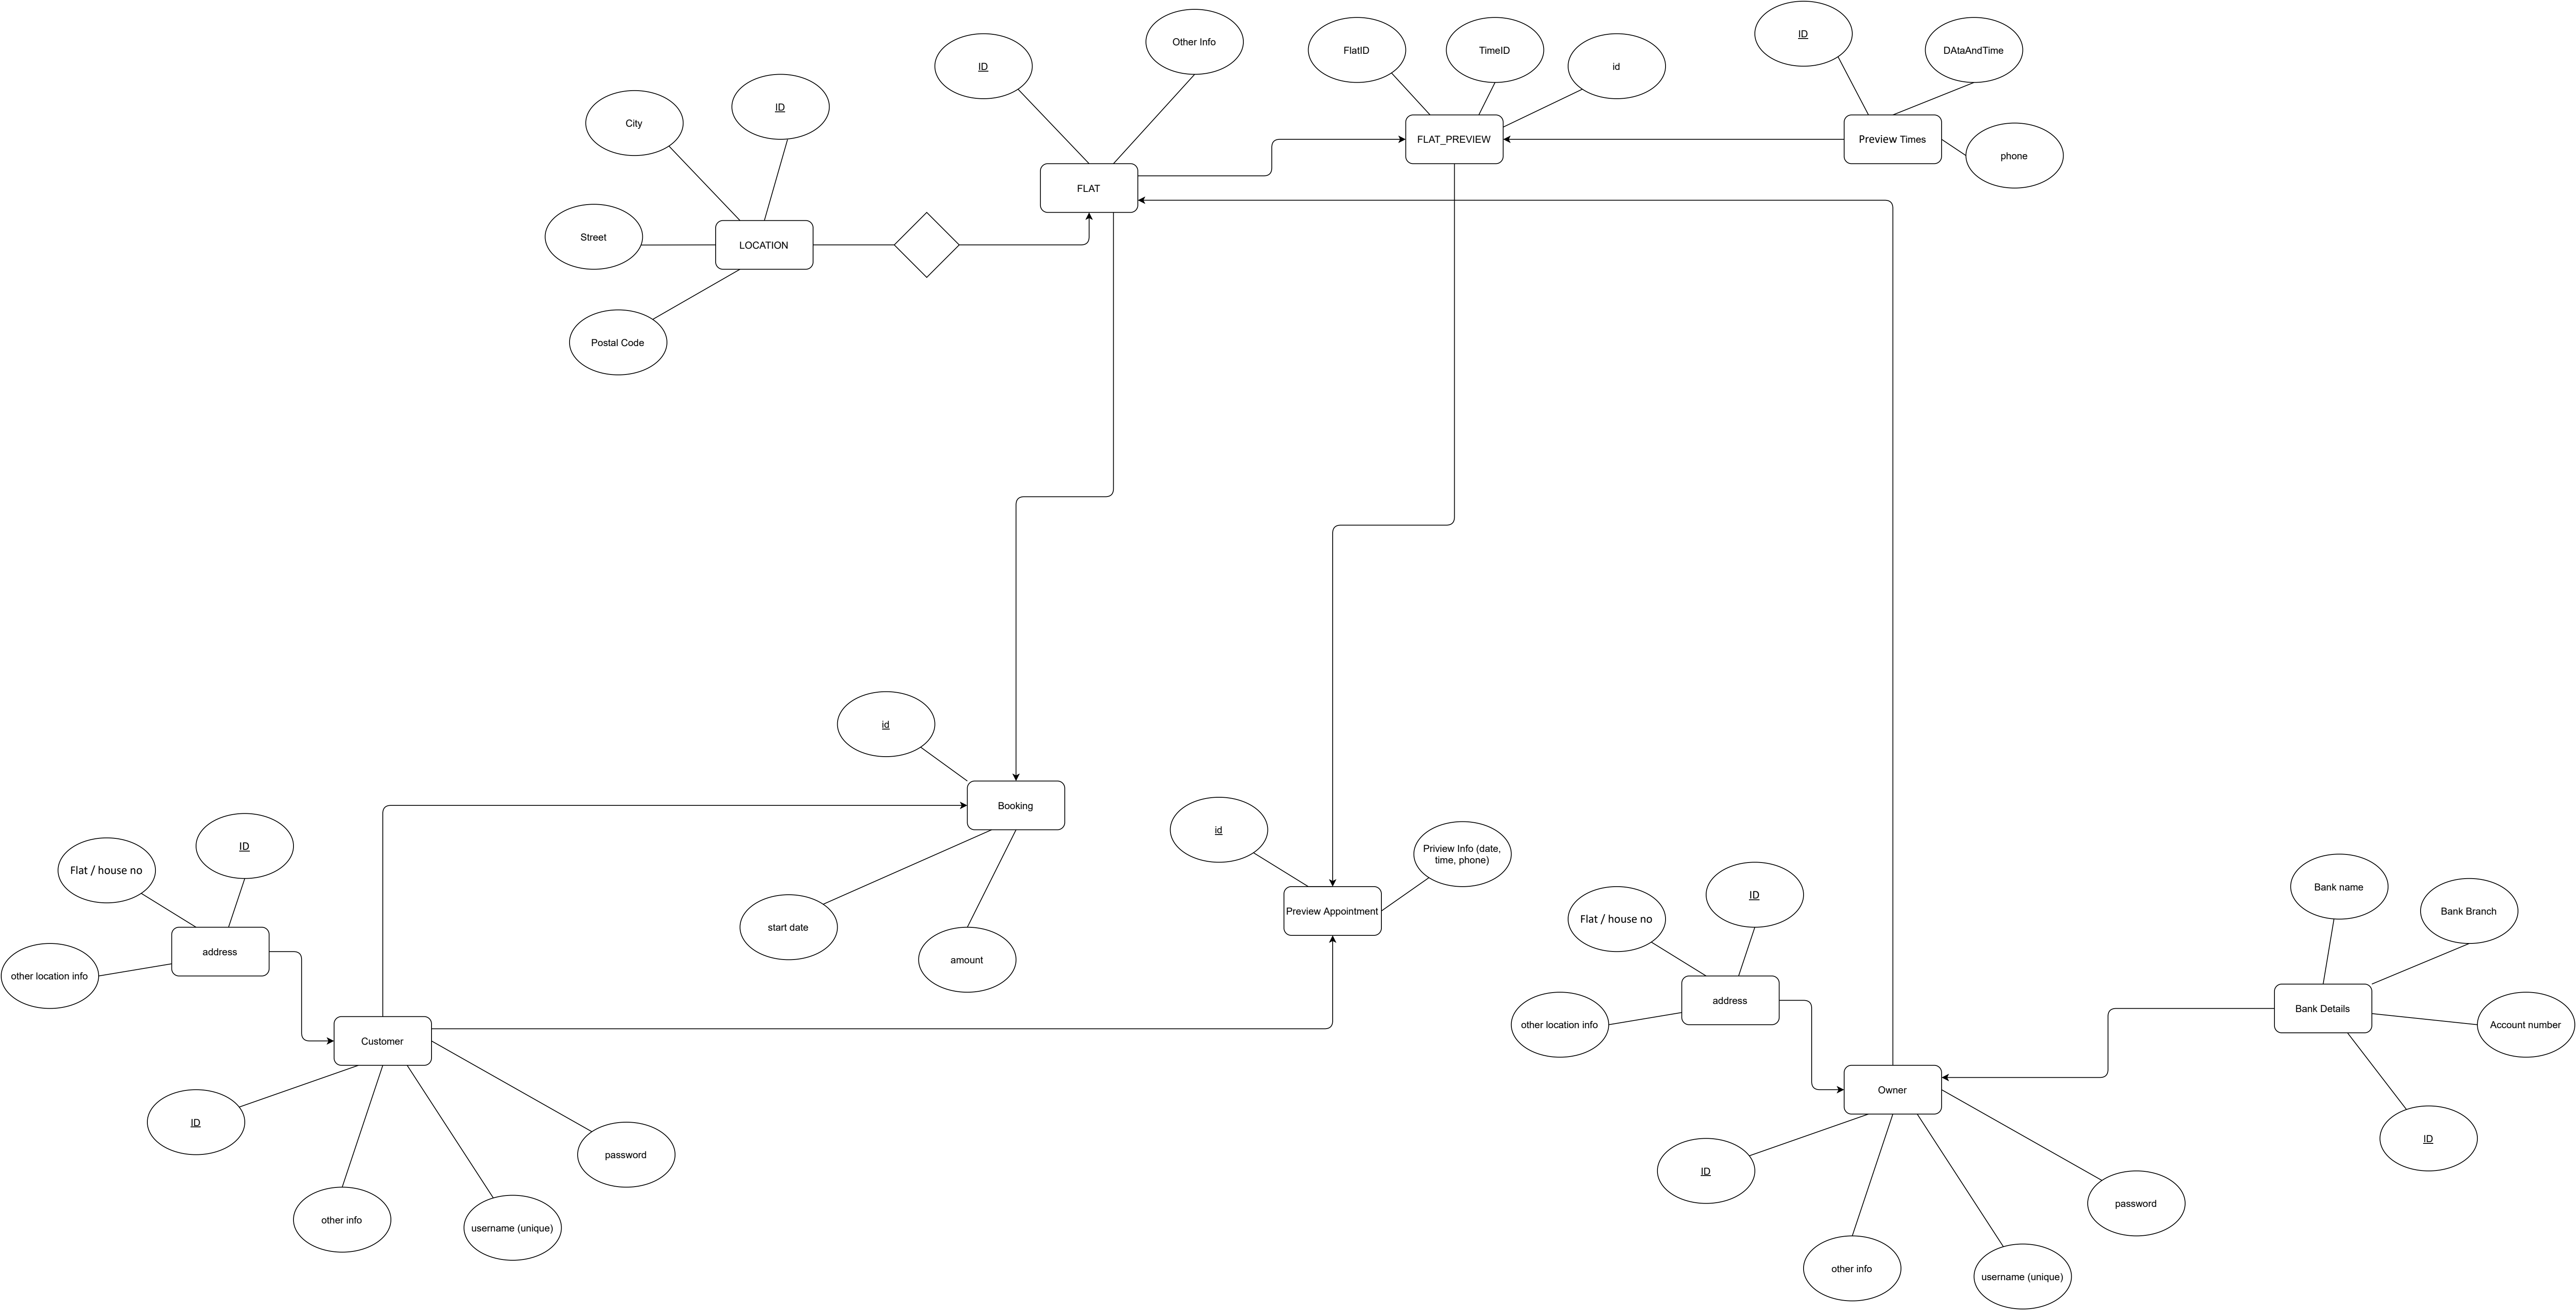 ID
Other Info
FlatID
TimeID
id
ID
DAtaAndTime
City
ID
FLAT_PREVIEW
Preview Times
phone
FLAT
Street
LOCATION
Postal Code
id
Booking
Flat / house no
ID
id
Priview Info (date,
time, phone)
start date
amount
Preview Appointment
address
other location info
Flat / house no
ID
Bank name
Bank Branch
address
other location info
Bank Details
Account number
Customer
Owner
ID
password
other info
username (unique)
ID
ID
password
other info
username (unique)